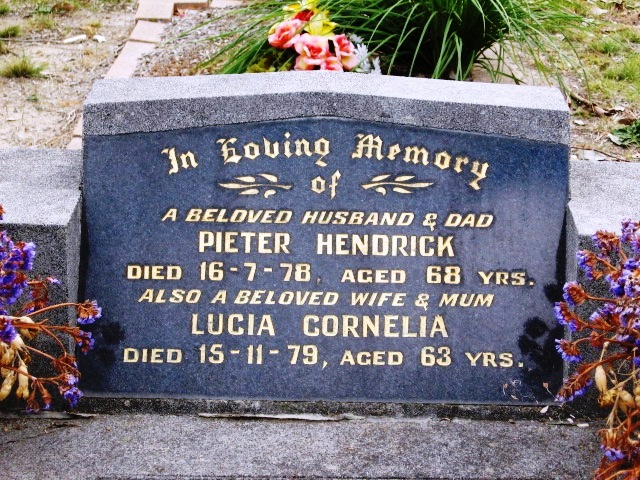 In Loving Memory
of
A BELOVED HUSBAND & DAD
PIETER HENDRICK
DIED 16-7-78, AGED 68 YRS.
ALSO A BELOVED WIFE & MUM
LUCIA CORNELIA
DIED 15-11-79, AGED 63 YRS.